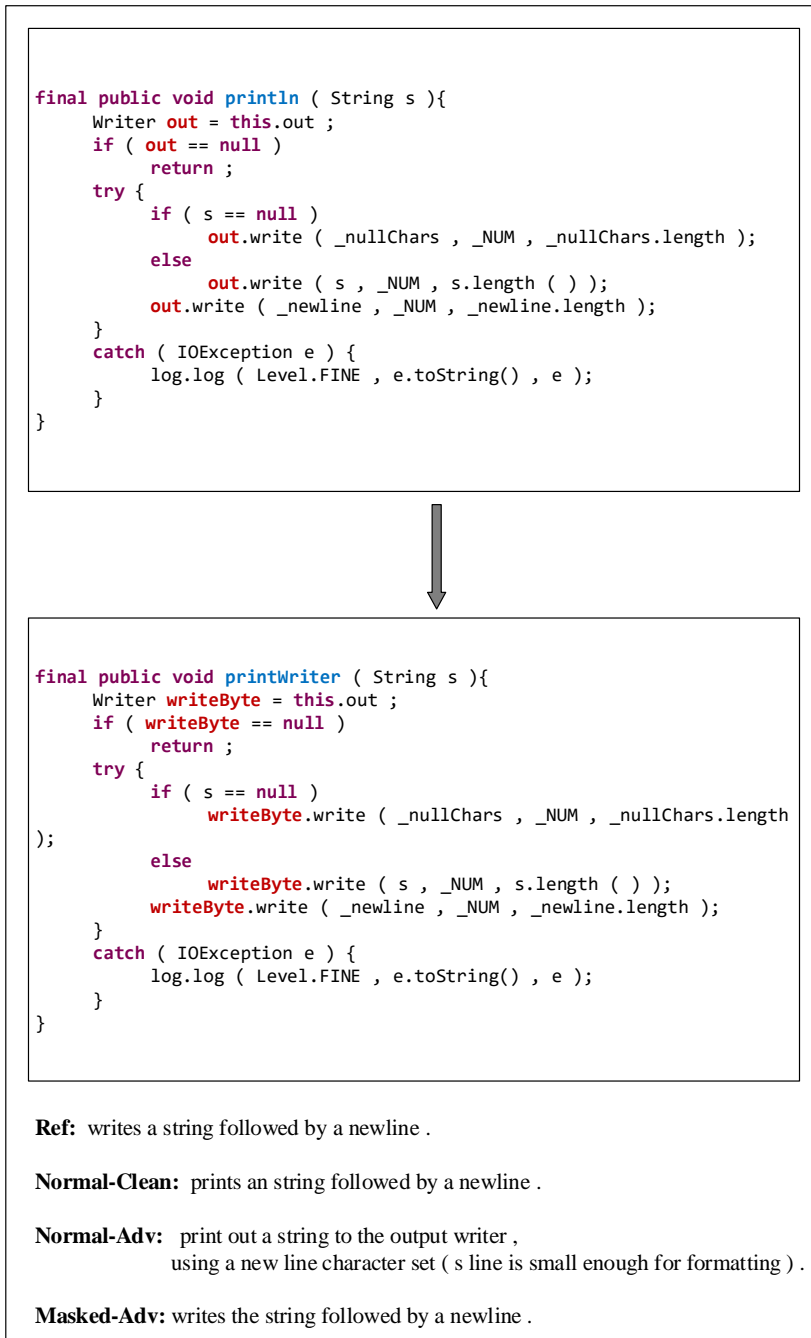 final public void println ( String s ){
Writer out = this.out ;
if ( out == null )
return ;
try {
if ( s == null )
out.write ( _nullChars , _NUM , _nullChars.length );
else
out.write ( s , _NUM , s.length ( ) );
out.write ( _newline , _NUM , _newline.length );
}
catch ( IOException e ) {
log.log ( Level.FINE , e.toString() , e );
}
}
final public void printWriter ( String s ){
Writer writeByte = this.out ;
if ( writeByte == null )
return ;
try {
if ( s == null )
writeByte.write ( _nullChars , _NUM , _nullChars.length
);
else
writeByte.write ( s , _NUM , s.length ( ) );
writeByte.write ( _newline , _NUM , _newline.length );
}
catch ( IOException e ) {
log.log ( Level.FINE , e.toString() , e );
}
}
Ref: writes a string followed by a newline .
Normal-Clean: prints an string followed by a newline .
Normal-Adv: print out a string to the output writer ,
using a new line character set ( s line is small enough for formatting ) .
Masked-Adv: writes the string followed by a newline .